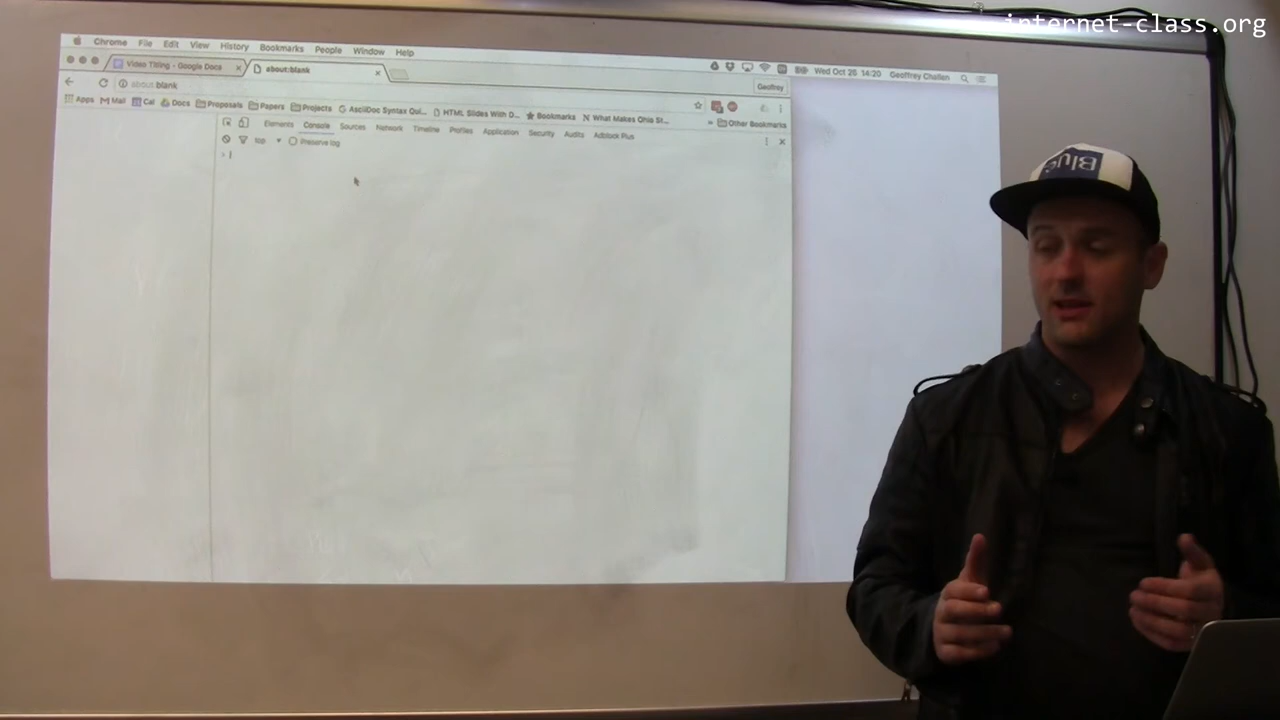 internet-class.org
Chrome File Edit View History Bookmarks People Window Help
Wed Oct 26 14:20 Geoffrey Challen
Video Titling - Google Docs
about:blank
Geoffrey
about:blank
Apps Mail Cal Docs Proposals Papers Projects AsciiDoc Syntax Qui... HTML Slides With D... Bookmarks N What Makes Ohio St... » Other Bookmarks
Elements Console Sources Network Timeline Profiles Application Security Audits Adblock Plus
top Preserve log
Blue